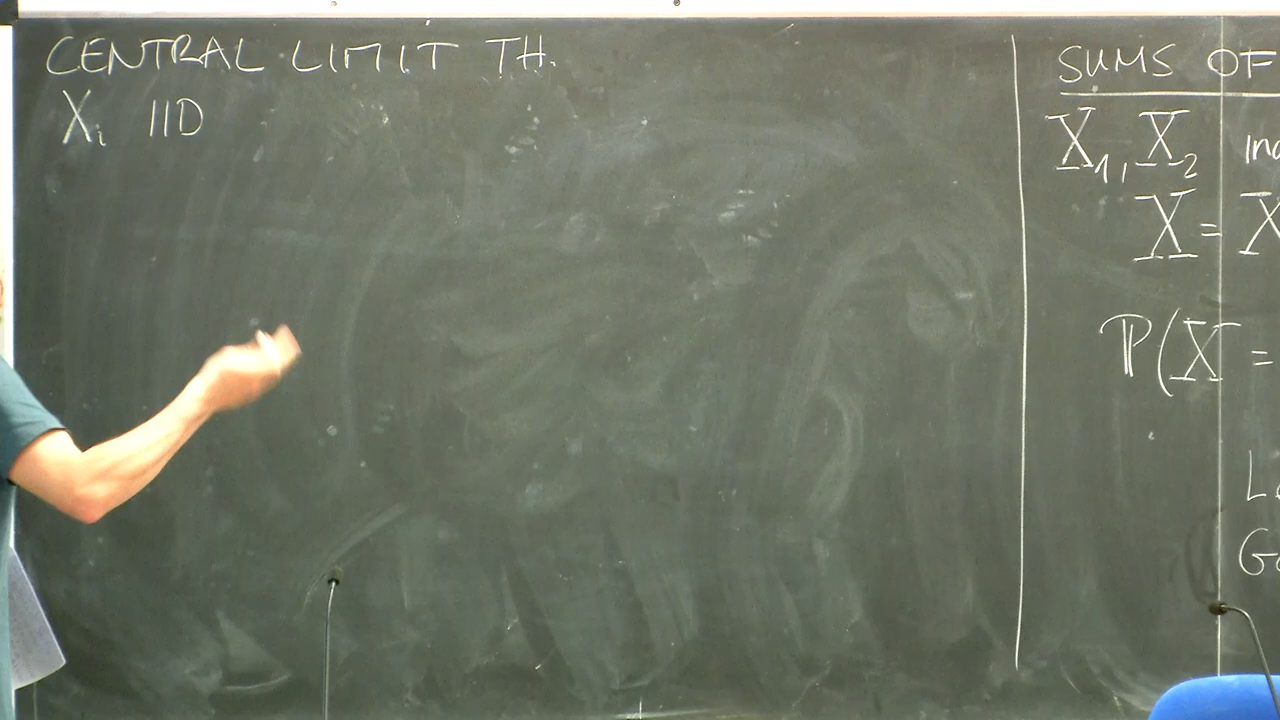 CENTRAL LIMIT TH.
Xi IID
SUMS OF
X1, X2
X = X
P(X =